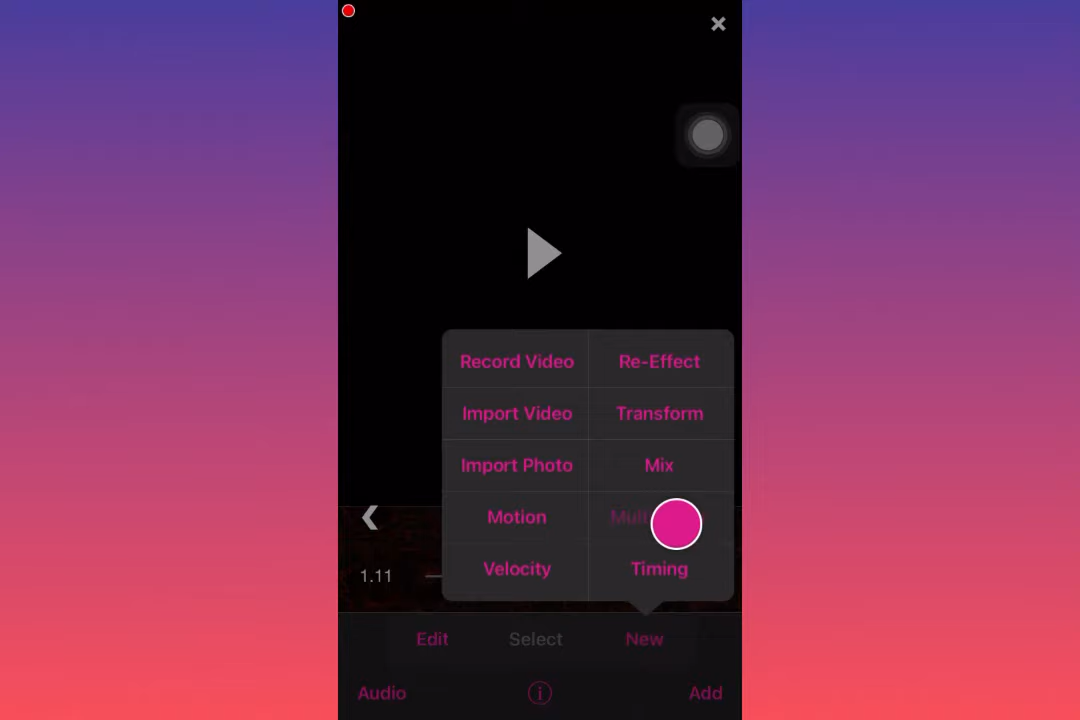 Record Video Re-Effect
Import Video Transform
Import Photo Mix
Motion
Velocity Timing
1.11
Edit Select New
Audio Add